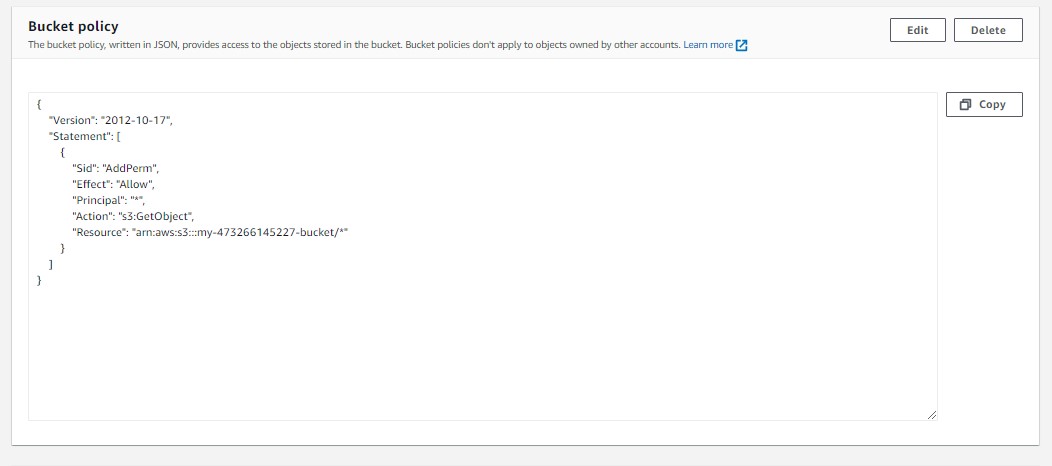 Bucket policy
Edit
Delete
The bucket policy, written in JSON, provides access to the objects stored in the bucket. Bucket policies don't apply to objects owned by other accounts. Learn more
Copy
{
"Version": "2012-10-17",
"Statement": [
{
"Sid": "AddPerm",
"Effect": "Allow",
"Principal": "*",
"Action": "s3:GetObject",
"Resource": "arn:aws:s3:::my-473266145227-bucket/*"
}
]
}